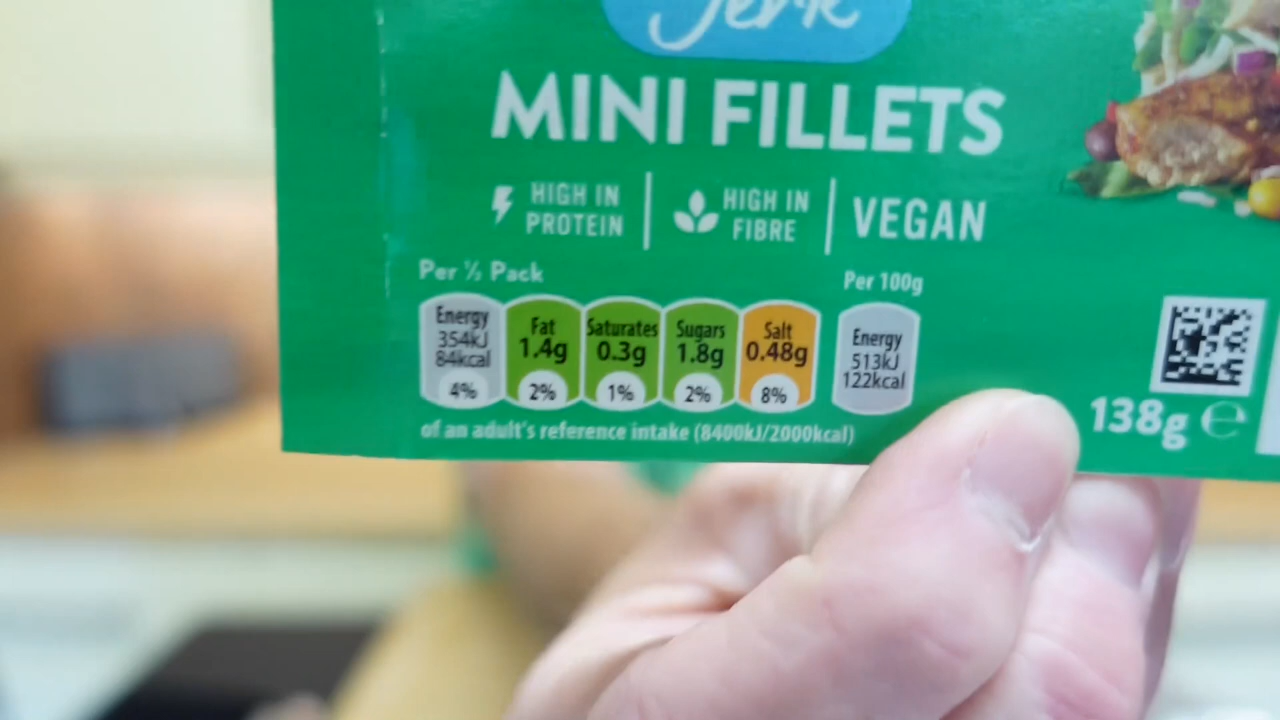 Jerk
MINI FILLETS
HIGH IN
PROTEIN
HIGH IN
FIBRE
VEGAN
Per ½ Pack
Energy
354kJ
84kcal
4%
Fat
1.4g
2%
Saturates
0.3g
1%
Sugars
1.8g
2%
Salt
0.48g
8%
Per 100g
Energy
513kJ
122kcal
of an adult's reference intake (8400kJ/2000kcal)
138g ℮